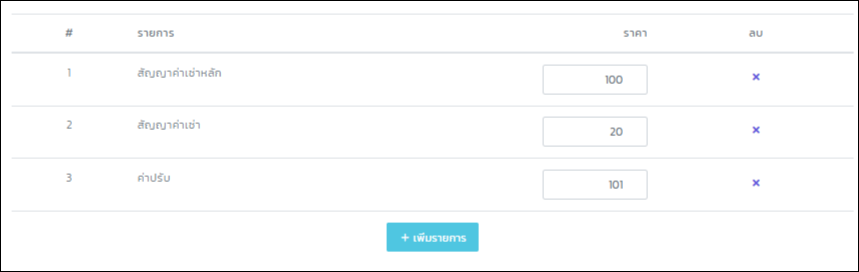 # รายการ ราคา ลบ
1 สัญญาค่าเช่าหลัก 100 ×
2 สัญญาค่าเช่า 20 ×
3 ค่าปรับ 101 ×
+ เพิ่มรายการ